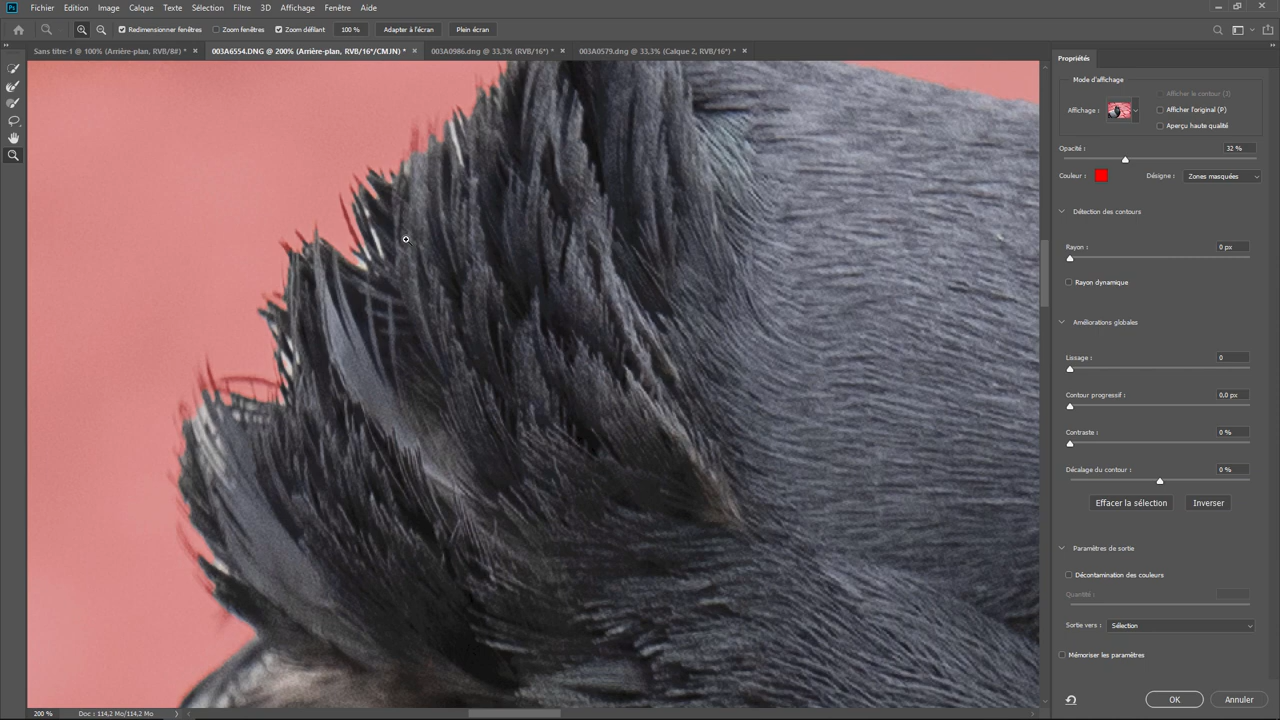 Ps Fichier Edition Image Calque Texte Sélection Filtre 3D Affichage Fenêtre Aide
Redimensionner fenêtres Zoom fenêtres Zoom défilant 100 % Adapter à l'écran Plein écran
Sans titre-1 @ 100% (Arrière-plan, RVB/8#) * × 003A6554.DNG @ 200% (Arrière-plan, RVB/16*/CMJN) * × 003A0986.dng @ 33,3% (RVB/16*) * × 003A0579.dng @ 33,3% (Calque 2, RVB/16*) * ×
Propriétés
Mode d'affichage
Afficher le contour (J)
Affichage :
Afficher l'original (P)
Aperçu haute qualité
Opacité : 32 %
Couleur : Désigne : Zones masquées
Détection des contours
Rayon : 0 px
Rayon dynamique
Améliorations globales
Lissage : 0
Contour progressif : 0,0 px
Contraste : 0 %
Décalage du contour : 0 %
Effacer la sélection Inverser
Paramètres de sortie
Décontamination des couleurs
Quantité :
Sortie vers : Sélection
Mémoriser les paramètres
OK Annuler
200 % Doc : 114,2 Mo/114,2 Mo